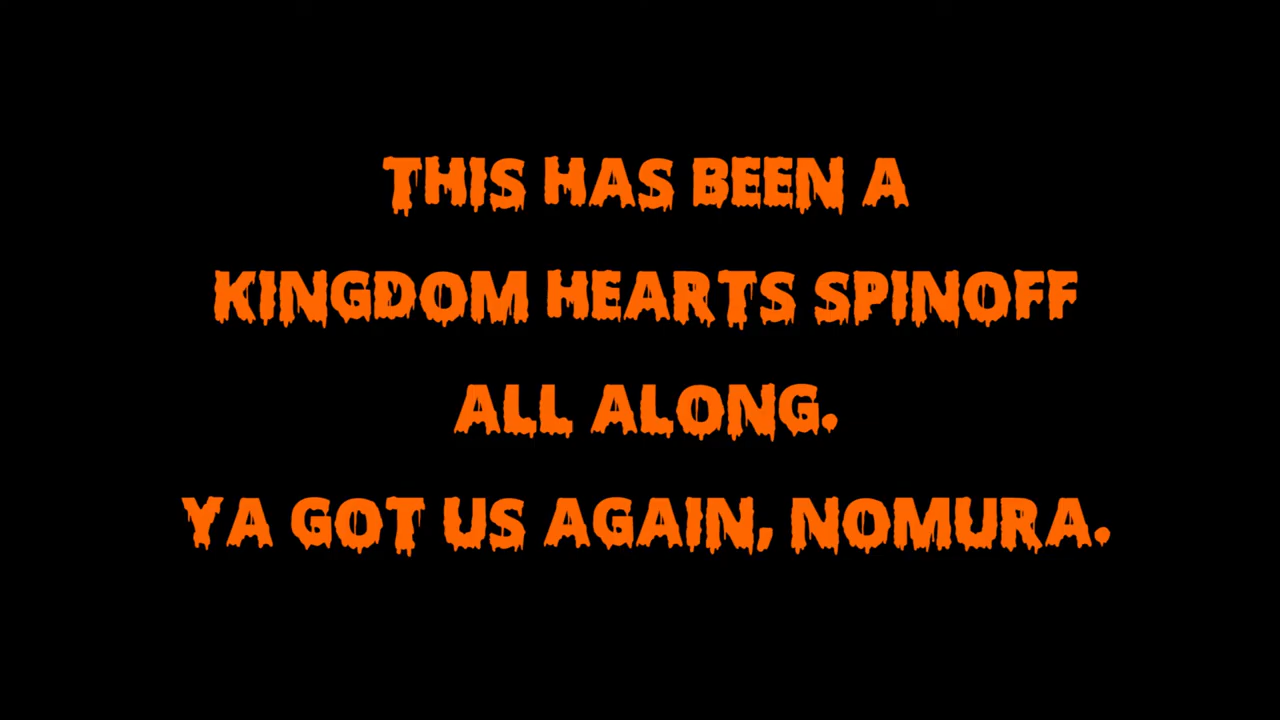 THIS HAS BEEN A
KINGDOM HEARTS SPINOFF
ALL ALONG.
YA GOT US AGAIN, NOMURA.